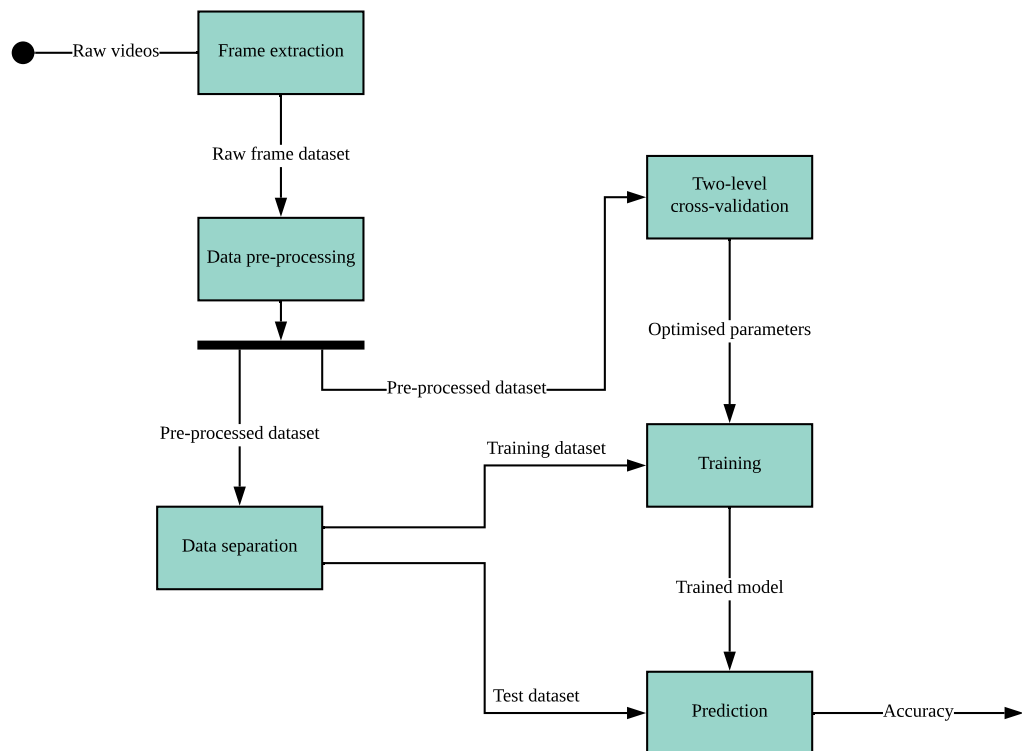 Raw videos
Frame extraction
Raw frame dataset
Two-level
cross-validation
Data pre-processing
Optimised parameters
Pre-processed dataset
Pre-processed dataset
Training dataset
Training
Data separation
Trained model
Test dataset
Prediction
Accuracy